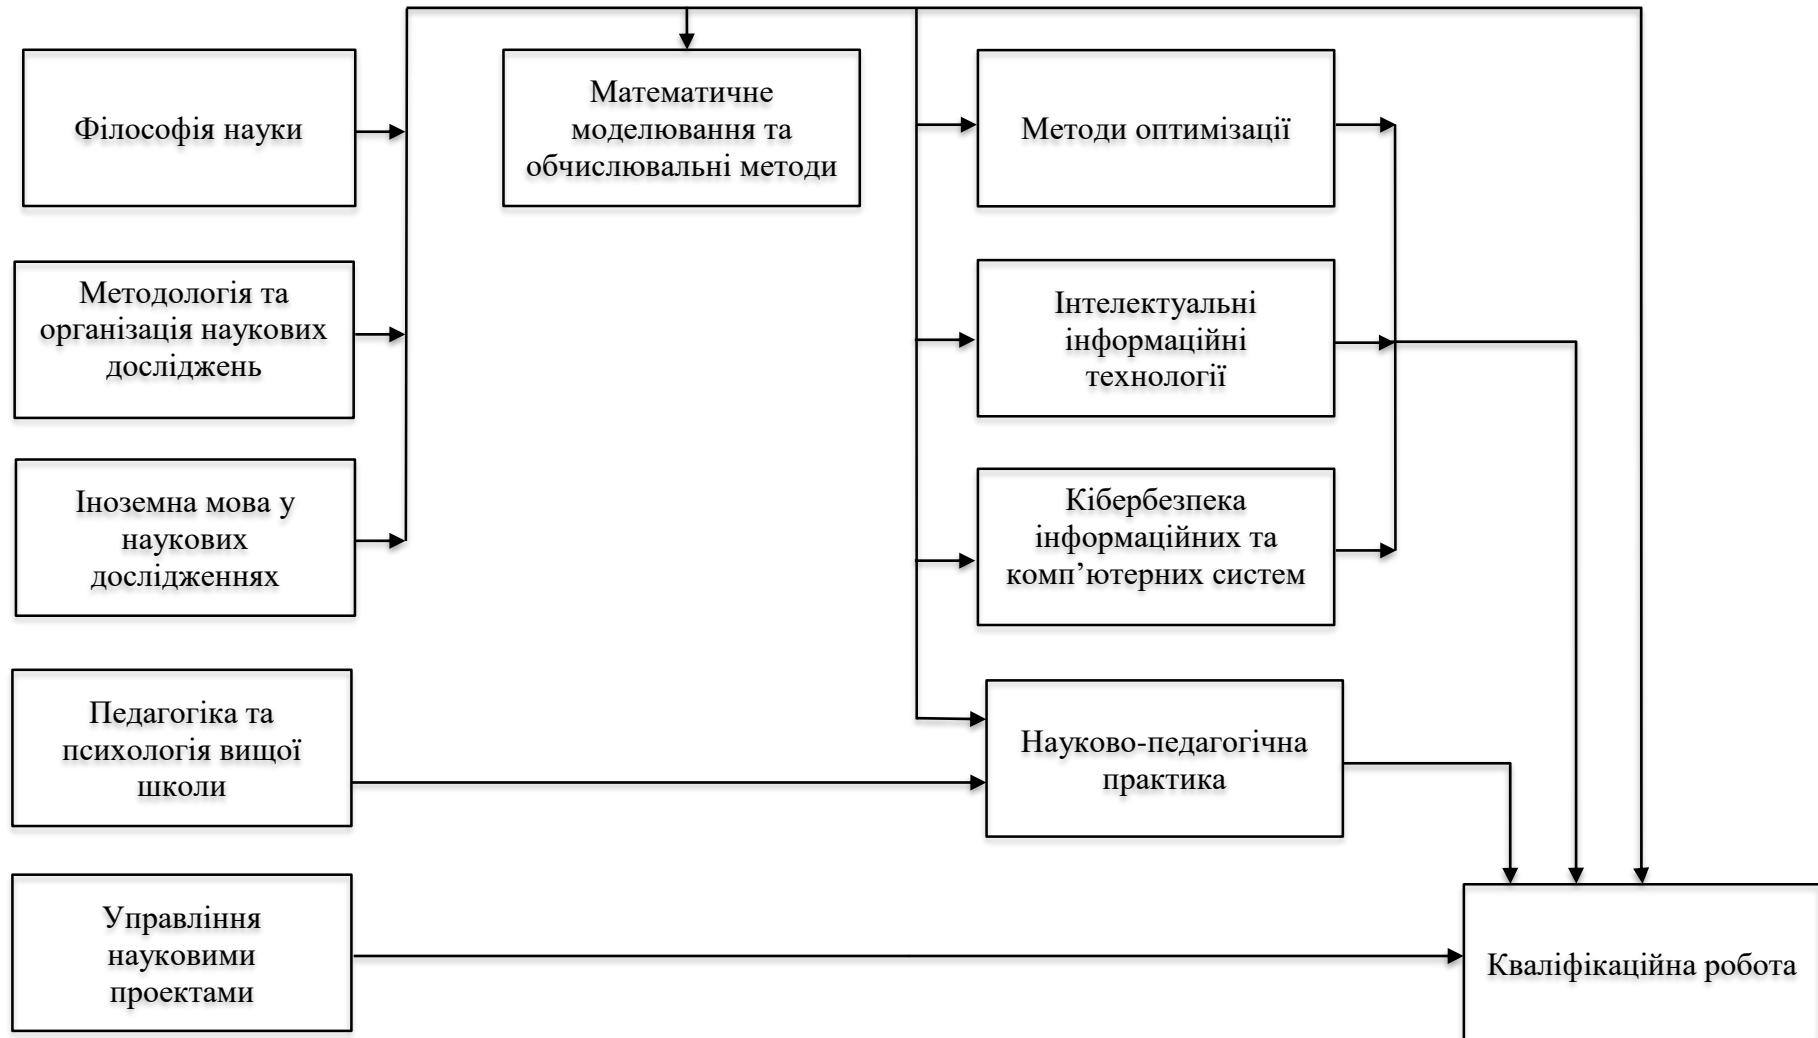 Філософія науки
Математичне
моделювання та
обчислювальні методи
Методи оптимізації
Методологія та
організація наукових
досліджень
Інтелектуальні
інформаційні
технології
Іноземна мова у
наукових
дослідженнях
Кібербезпека
інформаційних та
комп’ютерних систем
Педагогіка та
психологія вищої
школи
Науково-педагогічна
практика
Управління
науковими
проектами
Кваліфікаційна робота